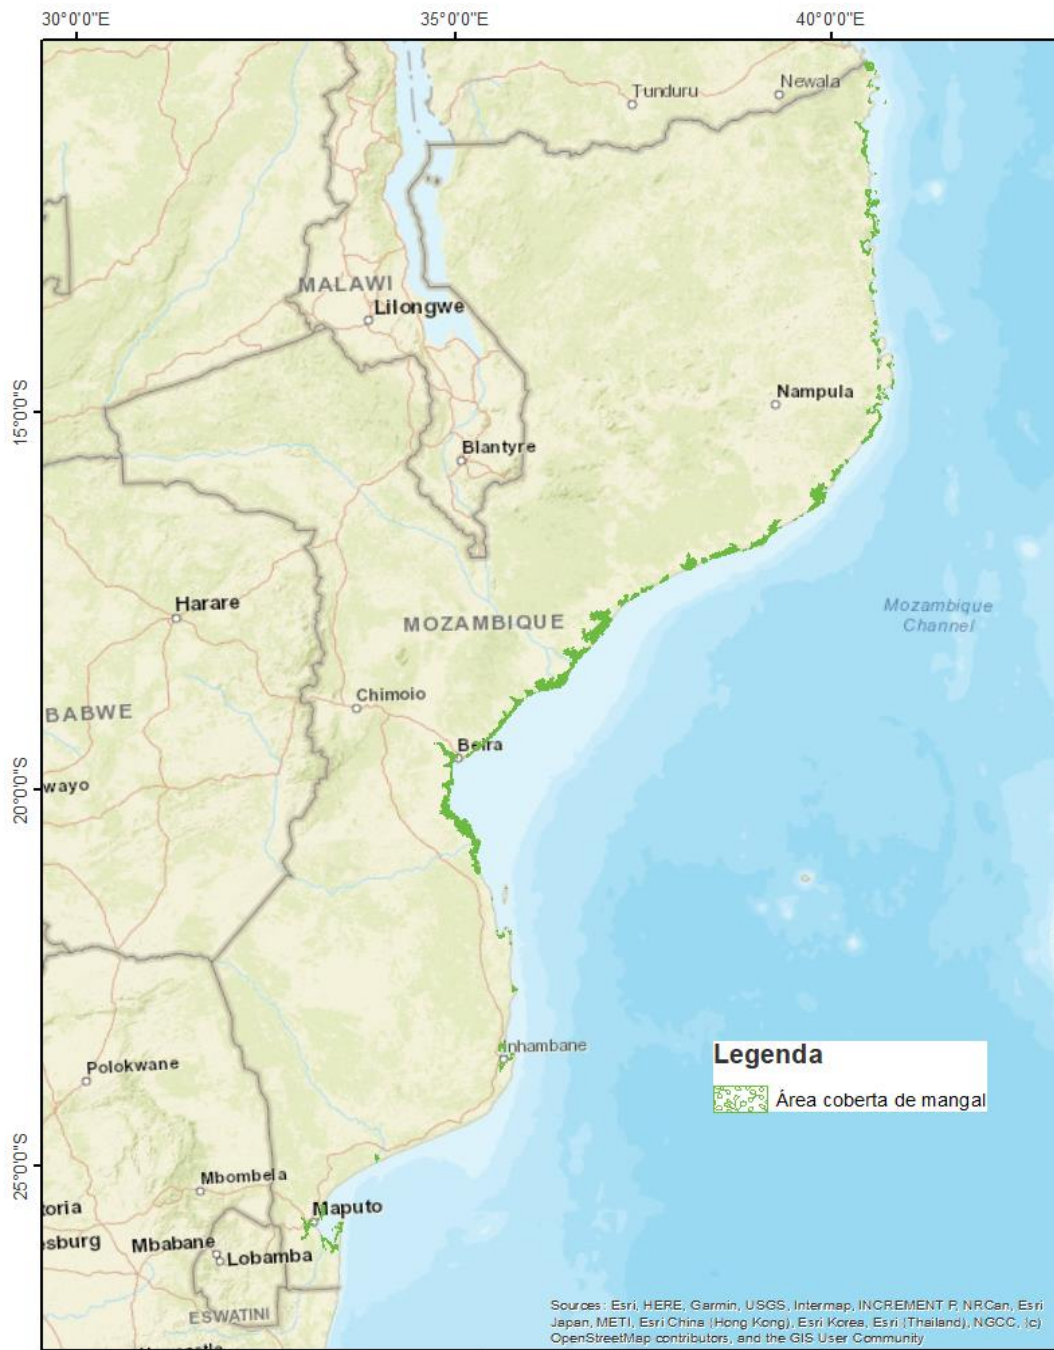 30°0'0"E 35°0'0"E 40°0'0"E
Tunduru
Newala
MALAWI
Lilongwe
15°0'0"S
Nampula
Blantyre
Harare
MOZAMBIQUE
Mozambique
Channel
Chimoio
BABWE
Beira
20°0'0"S
wayo
Inhambane
Legenda
Área coberta de mangal
Polokwane
25°0'0"S
Mbombela
toria
Maputo
esburg
Mbabane
Lobamba
ESWATINI
Sources: Esri, HERE, Garmin, USGS, Intermap, INCREMENT P, NRCan, Esri
Japan, METI, Esri China (Hong Kong), Esri Korea, Esri (Thailand), NGCC, (c)
OpenStreetMap contributors, and the GIS User Community